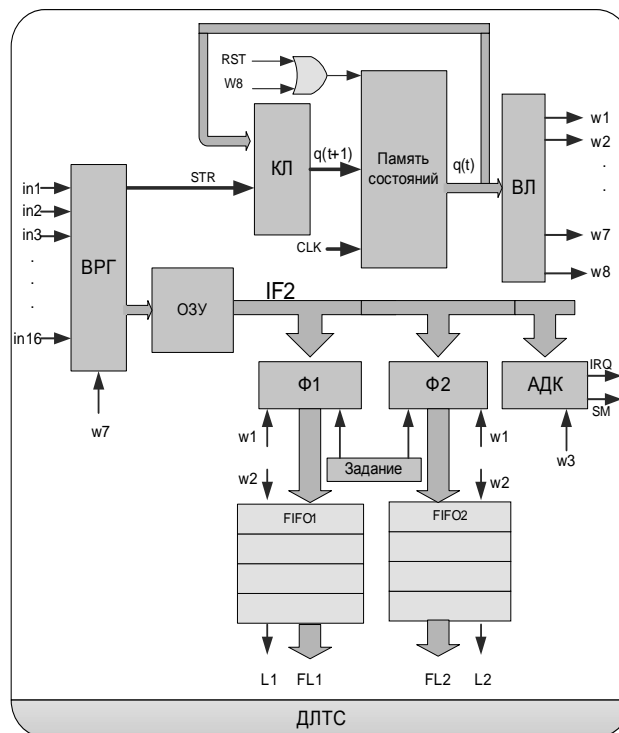 RST
W8
КЛ
q(t+1)
Память
состояний
q(t)
ВЛ
w1
w2
.
.
w7
w8
CLK
in1
in2
in3
.
.
.
in16
ВРГ
STR
w7
ОЗУ
IF2
Ф1
Ф2
АДК
IRQ
SM
w1
w1
w3
Задание
w2
w2
FIFO1
FIFO2
L1
FL1
FL2
L2
ДЛТС